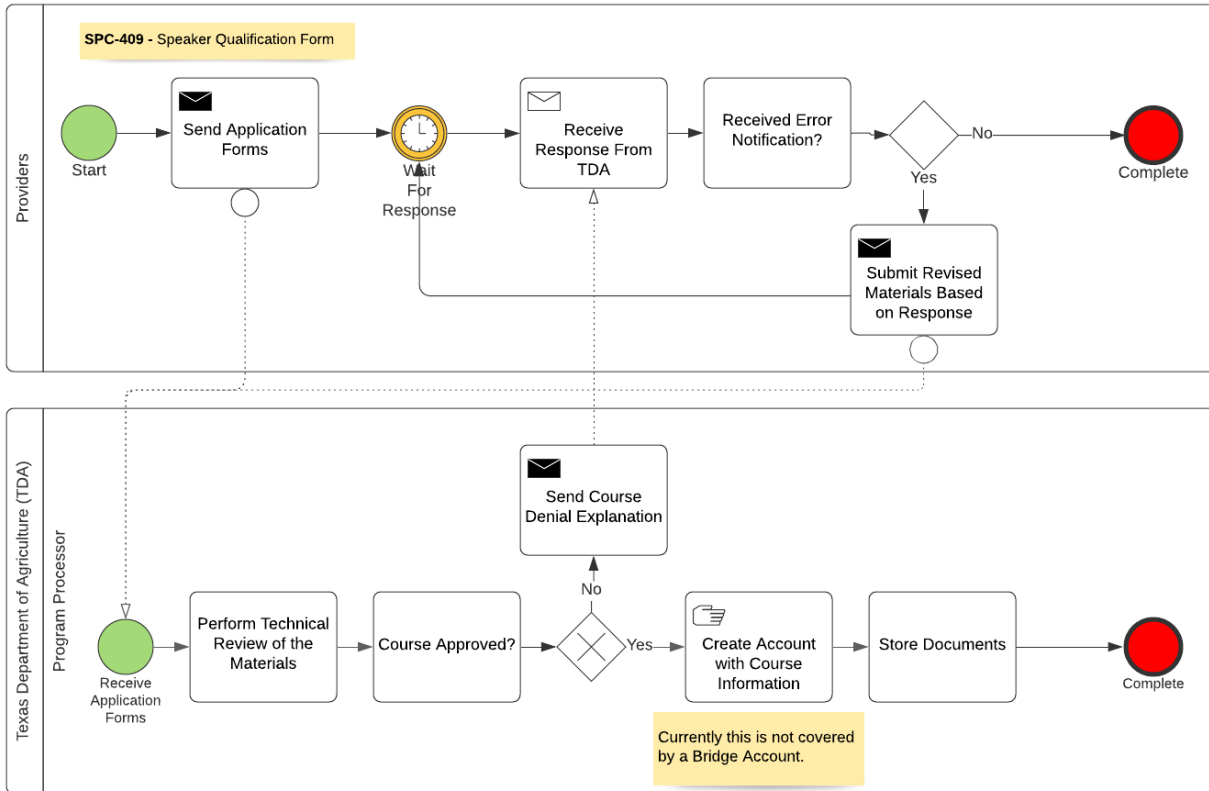 SPC-409 - Speaker Qualification Form
Providers
Start
Send Application
Forms
Wait
For
Response
Receive
Response From
TDA
Received Error
Notification?
No
Yes
Complete
Submit Revised
Materials Based
on Response
Texas Department of Agriculture (TDA)
Program Processor
Send Course
Denial Explanation
No
Receive
Application
Forms
Perform Technical
Review of the
Materials
Course Approved?
Yes
Create Account
with Course
Information
Store Documents
Complete
Currently this is not covered
by a Bridge Account.